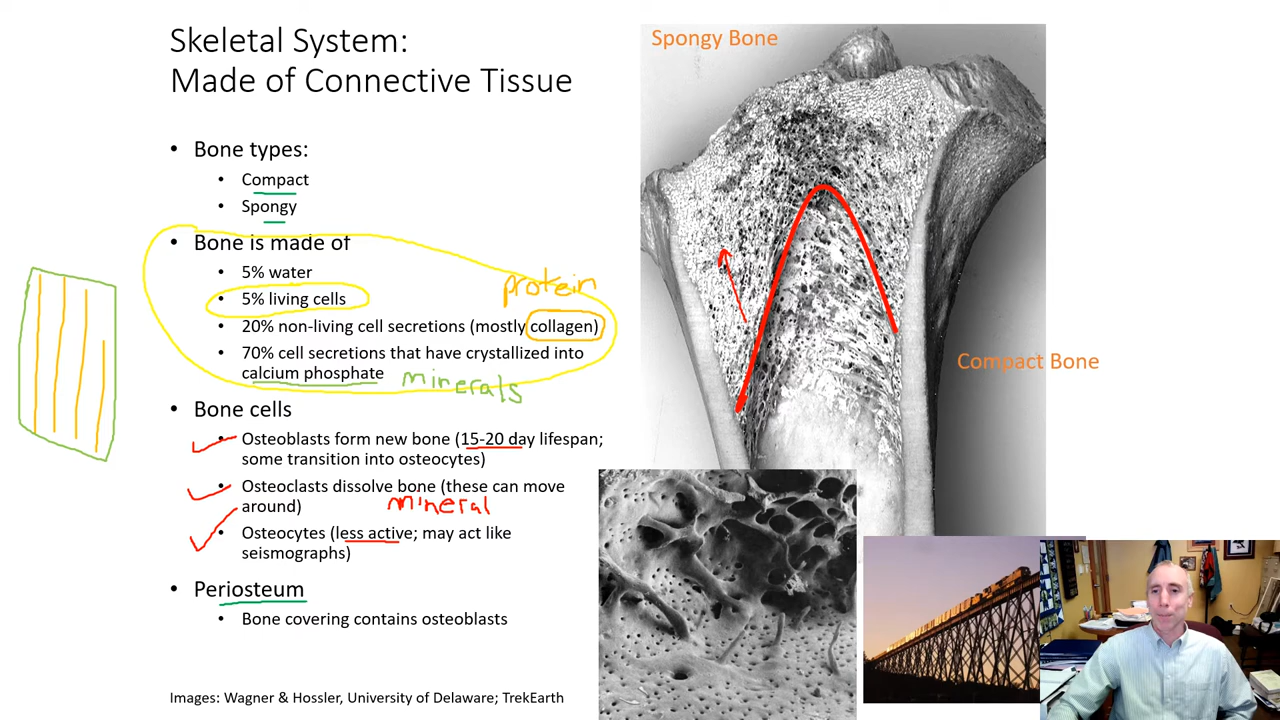 Skeletal System:
Made of Connective Tissue
• Bone types:
• Compact
• Spongy
• Bone is made of
• 5% water
• 5% living cells
protein
• 20% non-living cell secretions (mostly collagen)
• 70% cell secretions that have crystallized into
calcium phosphate
minerals
• Bone cells
• Osteoblasts form new bone (15-20 day lifespan;
some transition into osteocytes)
• Osteoclasts dissolve bone (these can move
around)
mineral
• Osteocytes (less active; may act like
seismographs)
• Periosteum
• Bone covering contains osteoblasts
Images: Wagner & Hossler, University of Delaware; TrekEarth
Spongy Bone
Compact Bone